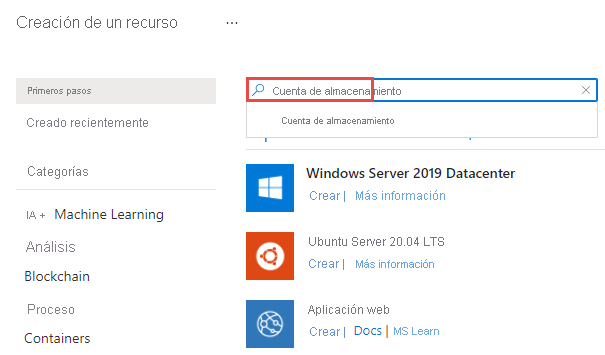 Creación de un recurso ...
Primeros pasos
Creado recientemente
Categorías
IA + Machine Learning
Análisis
Blockchain
Proceso
Containers
Cuenta de almacenamiento
Cuenta de almacenamiento
Windows Server 2019 Datacenter
Crear | Más información
Ubuntu Server 20.04 LTS
Crear | Más información
Aplicación web
Crear | Docs | MS Learn